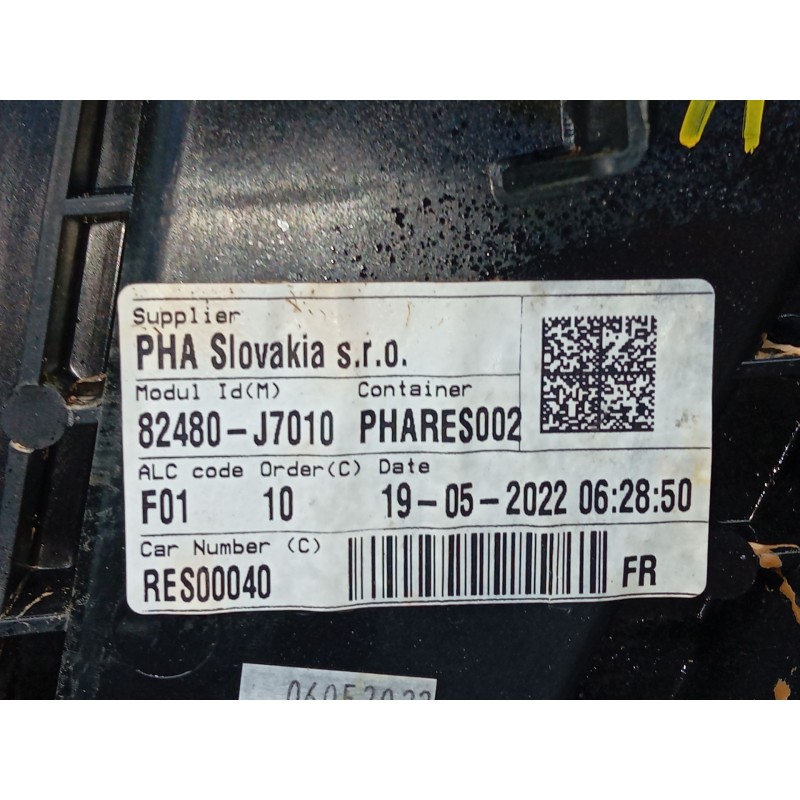 Supplier
PHA Slovakia s.r.o.
Modul Id(M) Container
82480-J7010 PHARES002
ALC code Order(C) Date
F01 10 19-05-2022 06:28:50
Car Number (C)
RES00040 FR